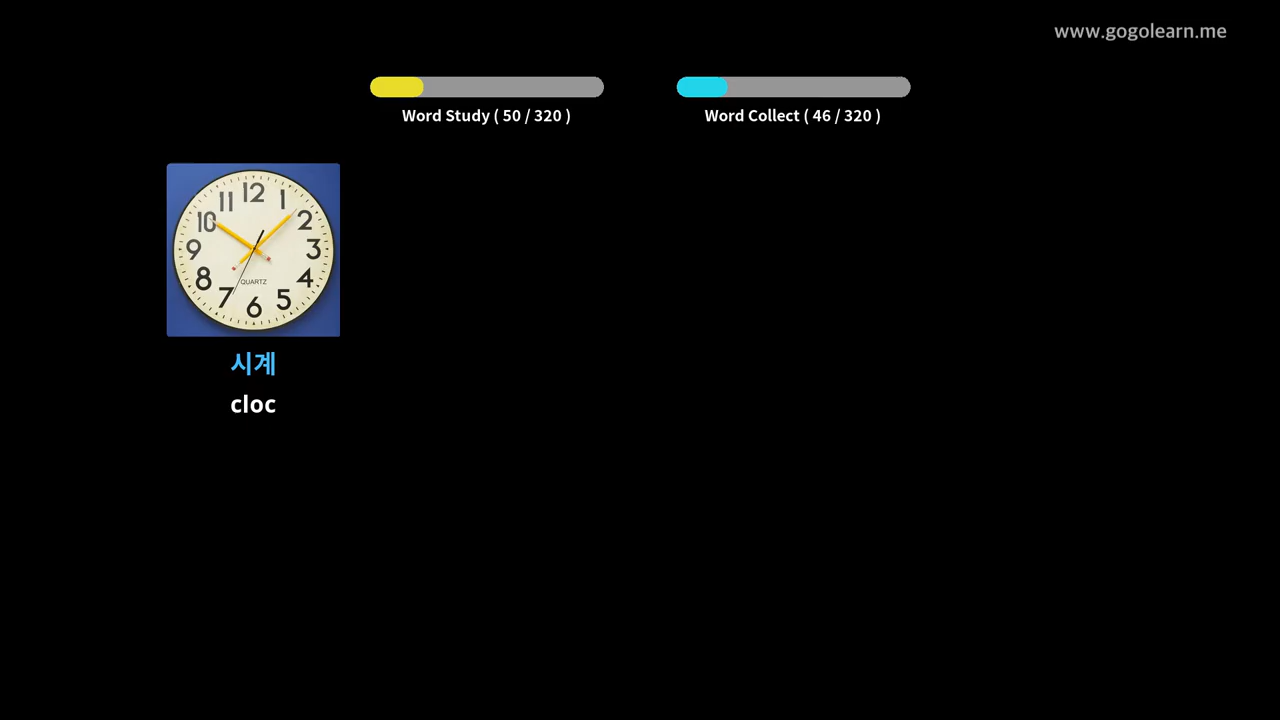 www.gogolearn.me
Word Study ( 50 / 320 )
Word Collect ( 46 / 320 )
12
11
1
10
2
9
3
8
4
QUARTZ
7
5
6
시계
cloc